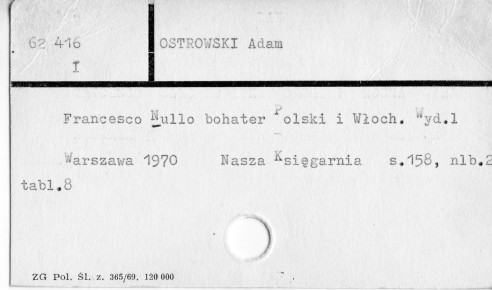 62 416 OSTROWSKI Adam
I
Francesco Nullo bohater Polski i Włoch. Wyd.1
Warszawa 1970 Nasza Księgarnia s.158, nlb.2
tabl.8
ZG Pol. Śl. z. 365/69. 120 000